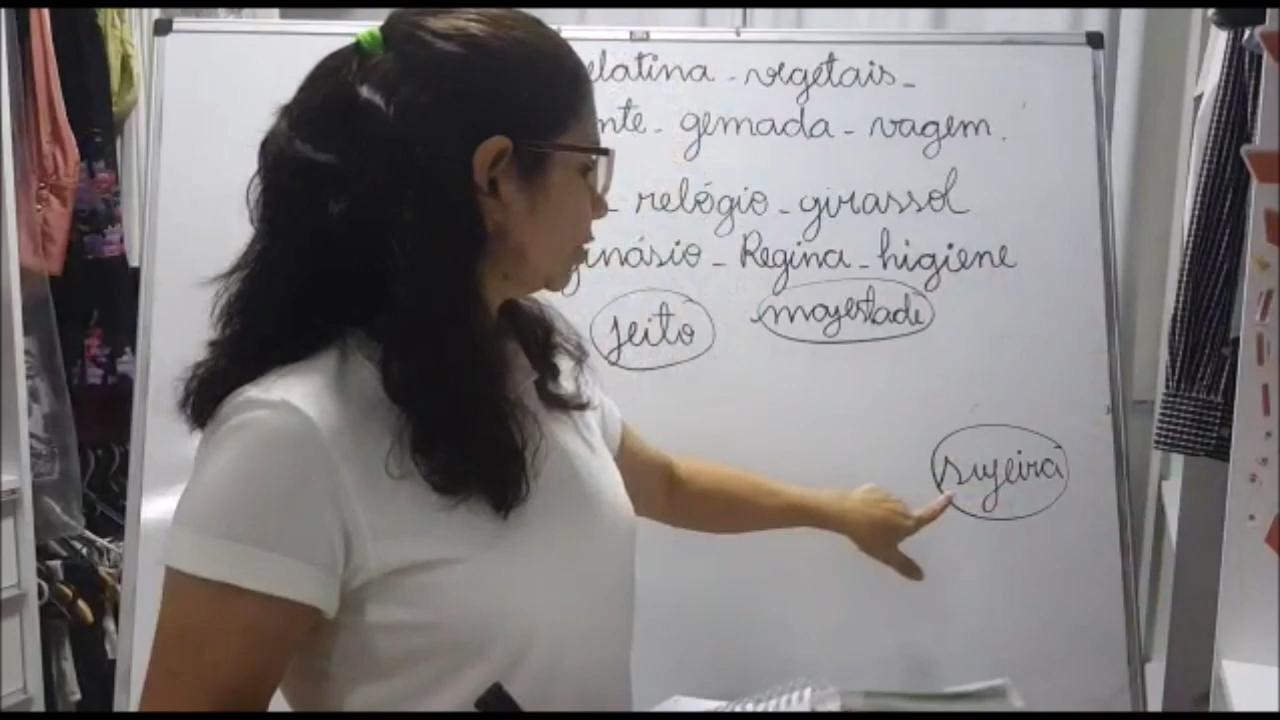 elatina - vegetais -
nte - gemada - vagem.
- relógio - girassol
ginásio - Regina - higiene
jeito majestade
sujeira